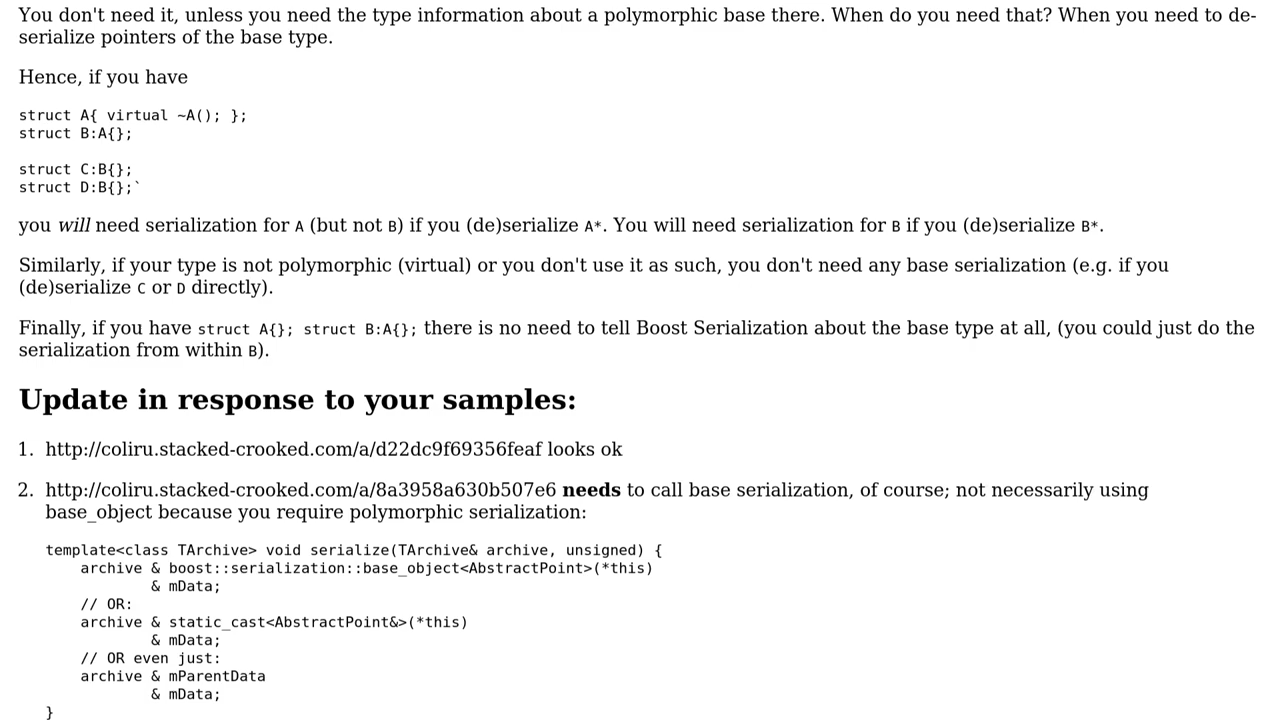 You don't need it, unless you need the type information about a polymorphic base there. When do you need that? When you need to de-
serialize pointers of the base type.
Hence, if you have
struct A{ virtual ~A(); };
struct B:A{};
struct C:B{};
struct D:B{};`
you will need serialization for A (but not B) if you (de)serialize A*. You will need serialization for B if you (de)serialize B*.
Similarly, if your type is not polymorphic (virtual) or you don't use it as such, you don't need any base serialization (e.g. if you
(de)serialize C or D directly).
Finally, if you have struct A{}; struct B:A{}; there is no need to tell Boost Serialization about the base type at all, (you could just do the
serialization from within B).
Update in response to your samples:
1. http://coliru.stacked-crooked.com/a/d22dc9f69356feaf looks ok
2. http://coliru.stacked-crooked.com/a/8a3958a630b507e6 needs to call base serialization, of course; not necessarily using
base_object because you require polymorphic serialization:
template<class TArchive> void serialize(TArchive& archive, unsigned) {
    archive & boost::serialization::base_object<AbstractPoint>(*this)
            & mData;
    // OR:
    archive & static_cast<AbstractPoint&>(*this)
            & mData;
    // OR even just:
    archive & mParentData
            & mData;
}